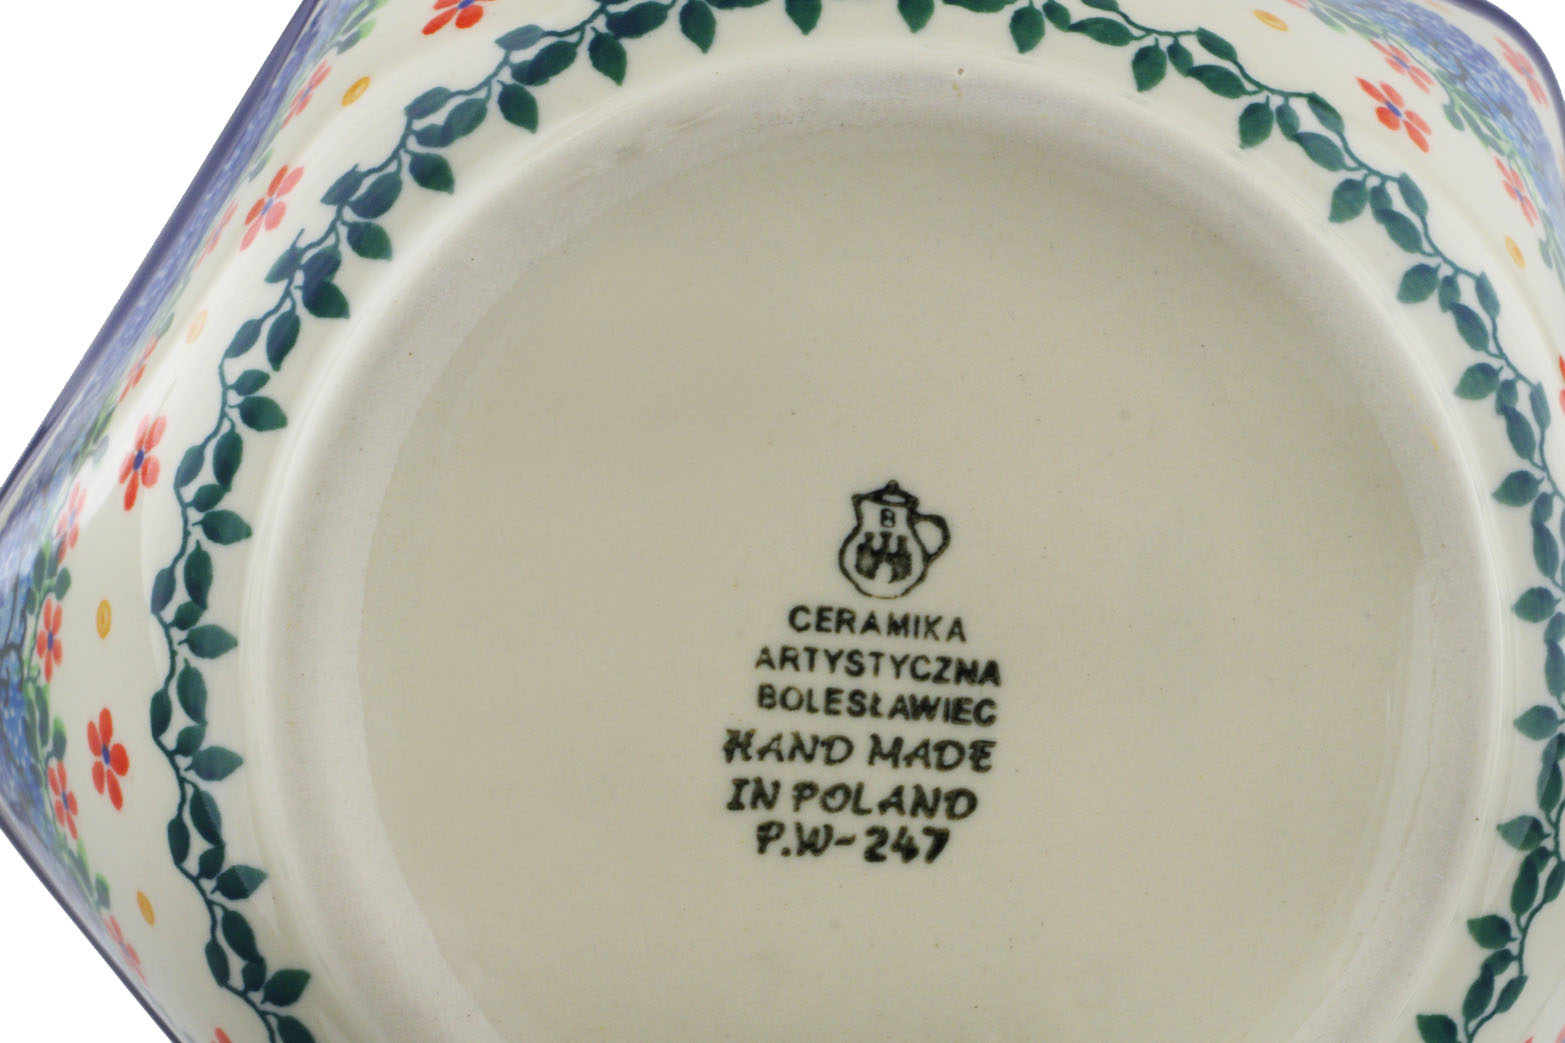 B
CERAMIKA
ARTYSTYCZNA
BOLESŁAWIEC
HAND MADE
IN POLAND
P.W-247